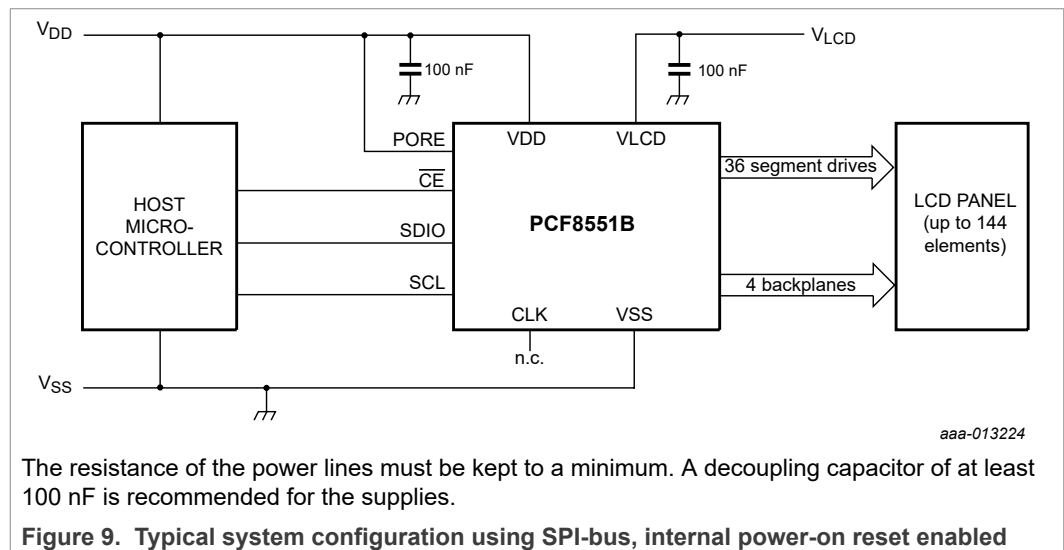 VDD
VLCD
100 nF
100 nF
PORE
VDD
VLCD
CE
36 segment drives
HOST
MICRO-
CONTROLLER
SDIO
PCF8551B
LCD PANEL
(up to 144
elements)
SCL
4 backplanes
CLK
VSS
n.c.
VSS
aaa-013224
The resistance of the power lines must be kept to a minimum. A decoupling capacitor of at least
100 nF is recommended for the supplies.
Figure 9. Typical system configuration using SPI-bus, internal power-on reset enabled